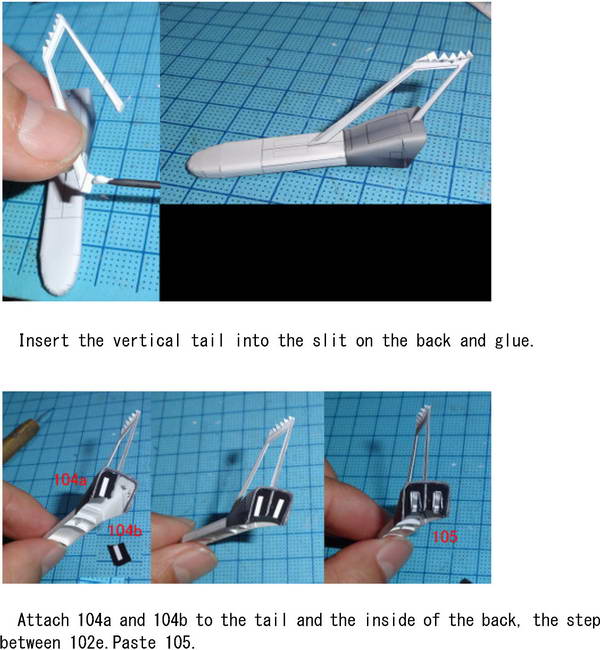 Insert the vertical tail into the slit on the back and glue.
104a
104b
105
Attach 104a and 104b to the tail and the inside of the back, the step
between 102e.Paste 105.